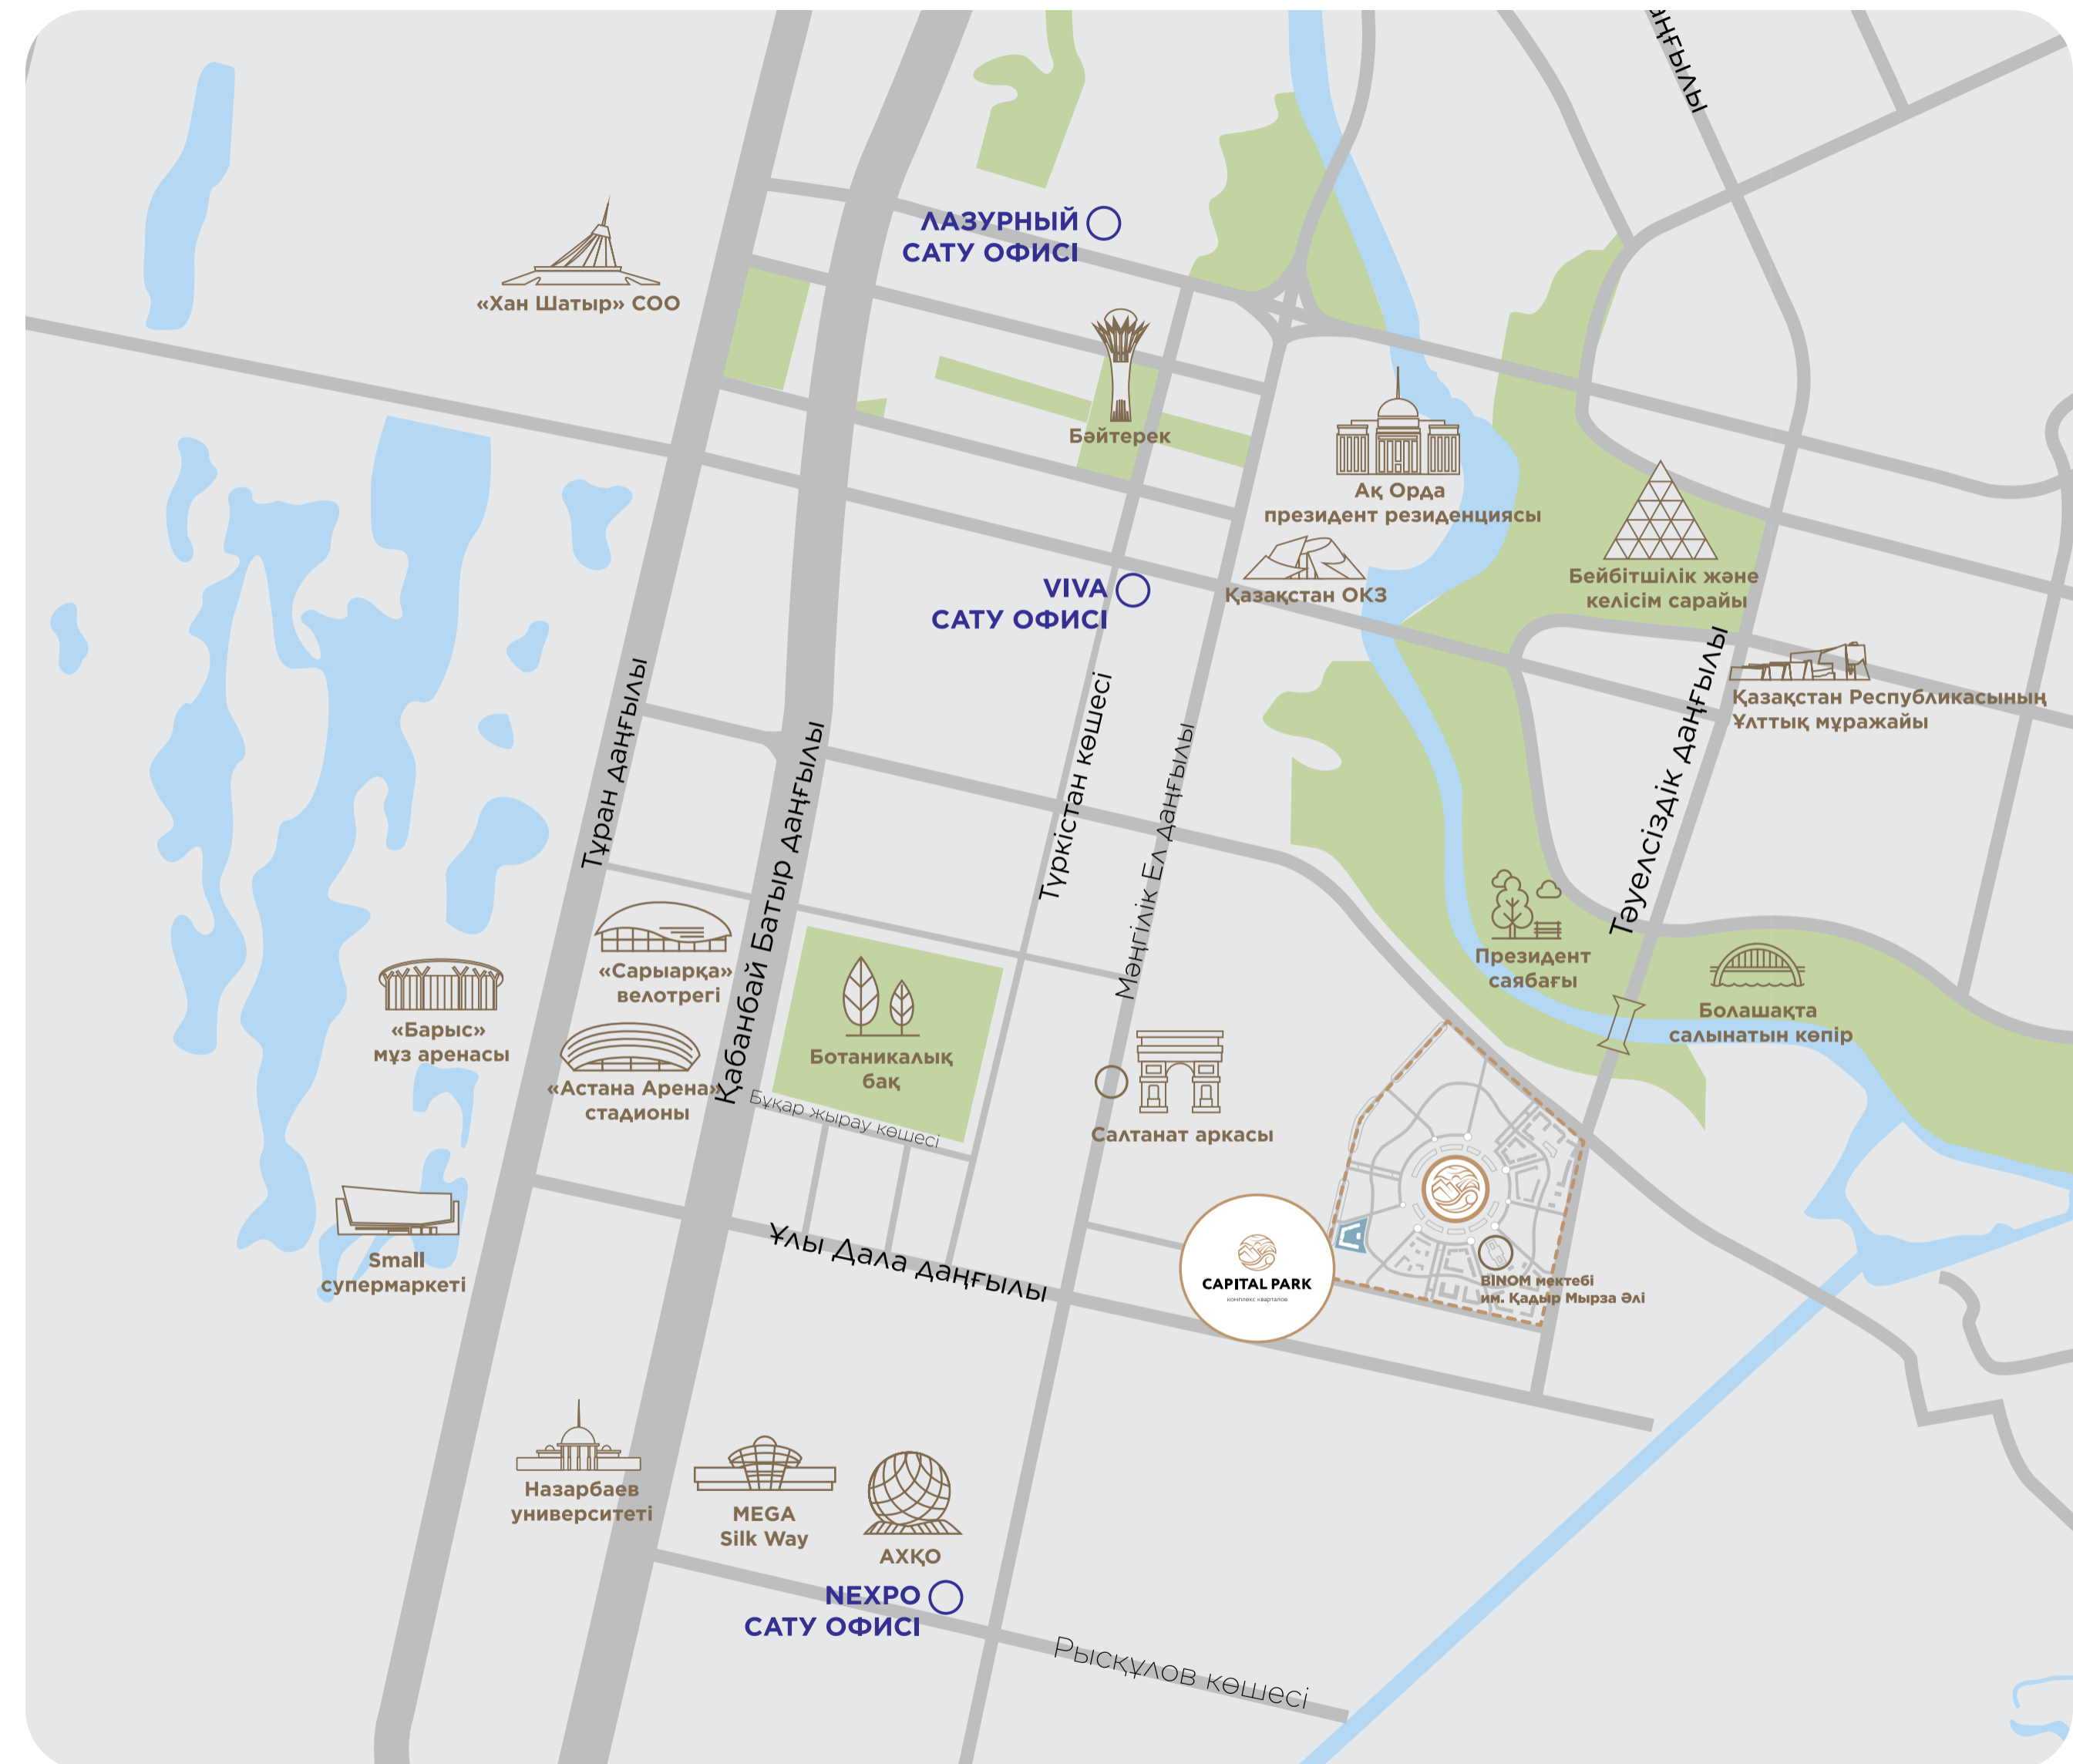 аңғылы
ЛАЗУРНЫЙ
САТУ ОФИСІ
«Хан Шатыр» СОО
Бәйтерек
Ақ Орда
президент резиденциясы
Қазақстан ОКЗ
Бейбітшілік және
келісім сарайы
VIVA
САТУ ОФИСІ
Қазақстан Республикасының
Ұлттық мұражайы
Тұран даңғылы
Қабанбай Батыр даңғылы
Түркістан көшесі
Мәңгілік Ел даңғылы
Тәуелсіздік даңғылы
«Сарыарқа»
велотрегі
«Барыс»
мұз аренасы
«Астана Арена»
стадионы
Ботаникалық
бақ
Бұқар жырау көшесі
Президент
саябағы
Болашақта
салынатын көпір
Салтанат аркасы
Small
супермаркеті
Ұлы Дала даңғылы
CAPITAL PARK
комплекс кварталов
BINOM мектебі
им. Қадыр Мырза Әлі
Назарбаев
университеті
MEGA
Silk Way
АХҚО
NEXPO
САТУ ОФИСІ
Рысқұлов көшесі